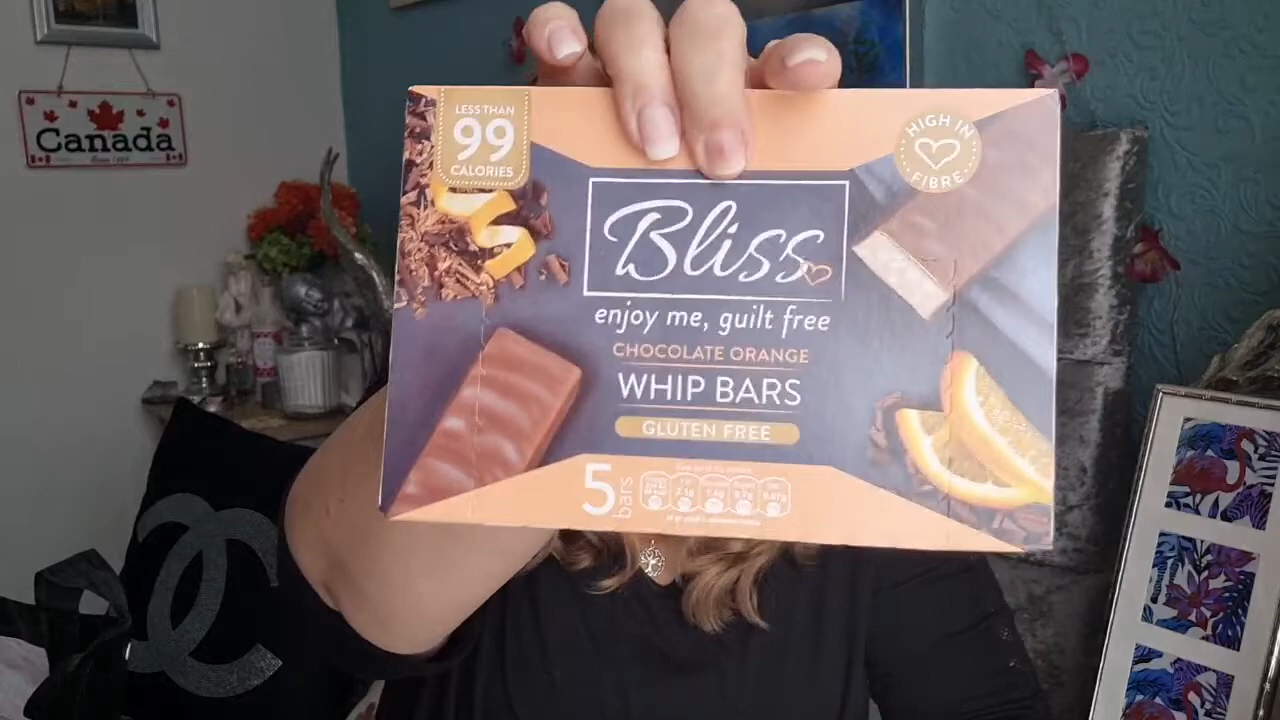 Canada
LESS THAN
99
CALORIES
HIGH IN
FIBRE
Bliss
enjoy me, guilt free
CHOCOLATE ORANGE
WHIP BARS
GLUTEN FREE
5
bars